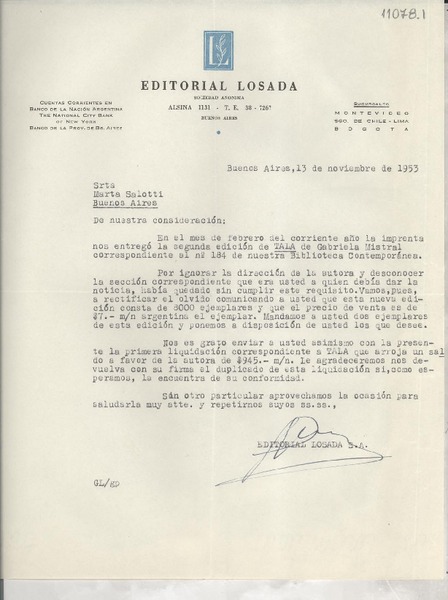 11078.1
EL
EDITORIAL LOSADA
SOCIEDAD ANONIMA
ALSINA 1131 - T. E. 38 - 7267
BUENOS AIRES
CUENTAS CORRIENTES EN
BANCO DE LA NACIÓN ARGENTINA
THE NATIONAL CITY BANK
OF NEW YORK
BANCO DE LA PROV. DE BS. AIRES
SUCURSALES
MONTEVIDEO
SGO. DE CHILE - LIMA
BOGOTA
Buenos Aires,13 de noviembre de 1953
Srta
Marta Salotti
Buenos Aires
De nuestra consideración;
En el mes de febrero del corriente año la imprenta
nos entregó la segunda edición de TALA de Gabriela Mistral
correspondiente al nº 184 de nuestra Biblioteca Contemporánea.
Por ignorar la dirección de la autora y desconocer
la sección correspondiente que era usted a quien debía dar la
noticia, había quedado sin cumplir este requisito.Vamos,pues,
a rectificar el olvido comunicando a usted que esta nueva edi-
ción consta de 6000 ejemplares y que el precio de venta es de
$7.- m/n argentina el ejemplar. Mandamos a usted dos ejemplares
de esta edición y ponemos a disposición de usted los que desee.
Nos es grato enviar a usted asimismo con la presen-
te la primera liquidación correspondiente a TALA que arroja un sal
do a favor de la autora de $945.- m/n. Le agradeceremos nos de-
vuelva con su firma el duplicado de esta liquidación si,como es-
peramos, la encuentra de su conformidad.
Sin otro particular aprovechamos la ocasión para
saludarla muy atte. y repetirnos suyos ss.ss.,
EDITORIAL LOSADA S.A.
GL/